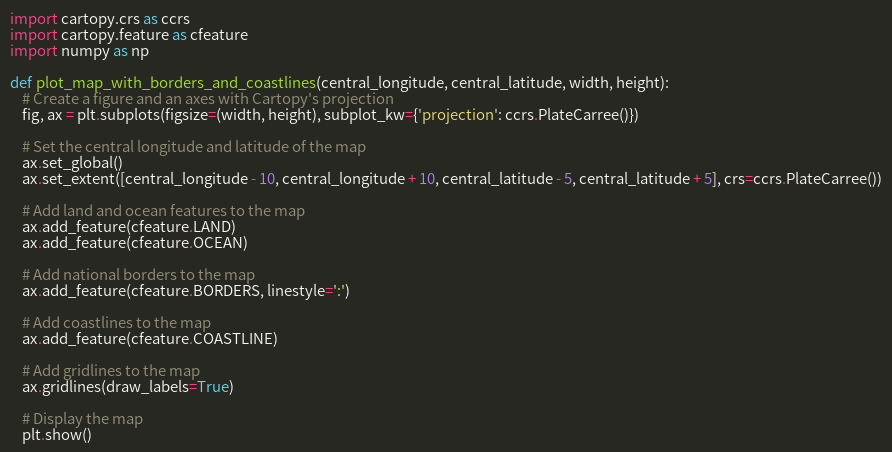 import cartopy.crs as ccrs
import cartopy.feature as cfeature
import numpy as np

def plot_map_with_borders_and_coastlines(central_longitude, central_latitude, width, height):
    # Create a figure and an axes with Cartopy's projection
    fig, ax = plt.subplots(figsize=(width, height), subplot_kw={'projection': ccrs.PlateCarree()})

    # Set the central longitude and latitude of the map
    ax.set_global()
    ax.set_extent([central_longitude - 10, central_longitude + 10, central_latitude - 5, central_latitude + 5], crs=ccrs.PlateCarree())

    # Add land and ocean features to the map
    ax.add_feature(cfeature.LAND)
    ax.add_feature(cfeature.OCEAN)

    # Add national borders to the map
    ax.add_feature(cfeature.BORDERS, linestyle=':')

    # Add coastlines to the map
    ax.add_feature(cfeature.COASTLINE)

    # Add gridlines to the map
    ax.gridlines(draw_labels=True)

    # Display the map
    plt.show()